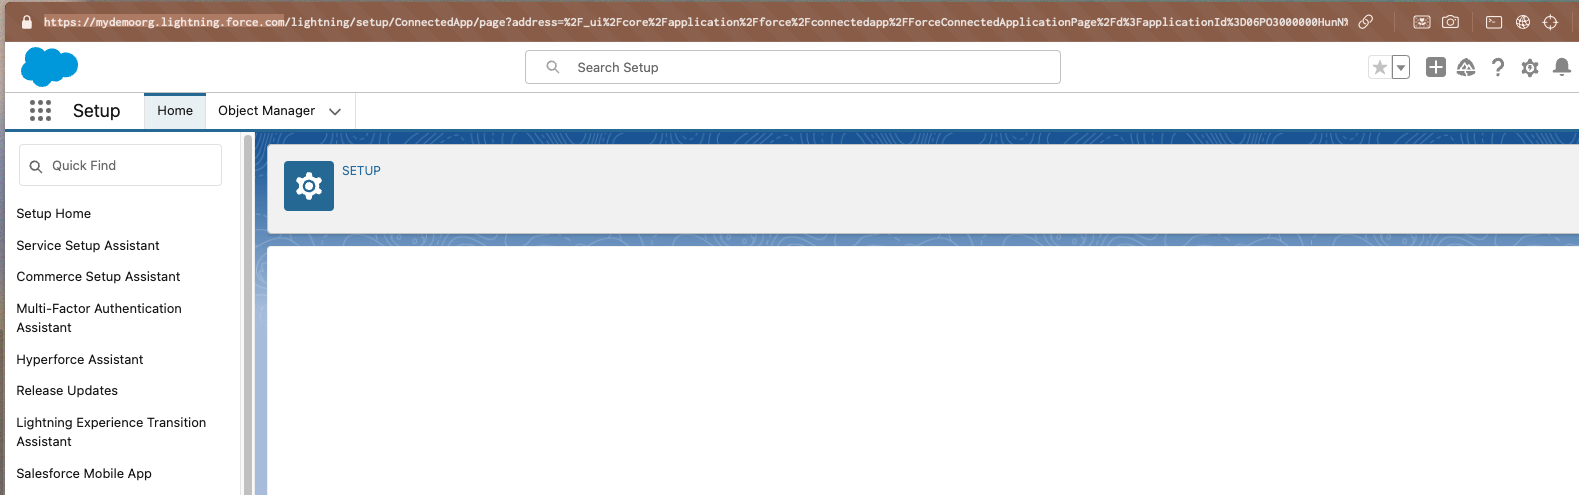 https://mydemoorg.lightning.force.com/lightning/setup/ConnectedApp/page?address=%2F_ui%2Fcore%2Fapplication%2Fforce%2Fconnectedapp%2FForceConnectedApplicationPage%2Fd%3FapplicationId%3D06PO3000000HunN%
Search Setup
Setup
Home
Object Manager
Quick Find
SETUP
Setup Home
Service Setup Assistant
Commerce Setup Assistant
Multi-Factor Authentication
Assistant
Hyperforce Assistant
Release Updates
Lightning Experience Transition
Assistant
Salesforce Mobile App